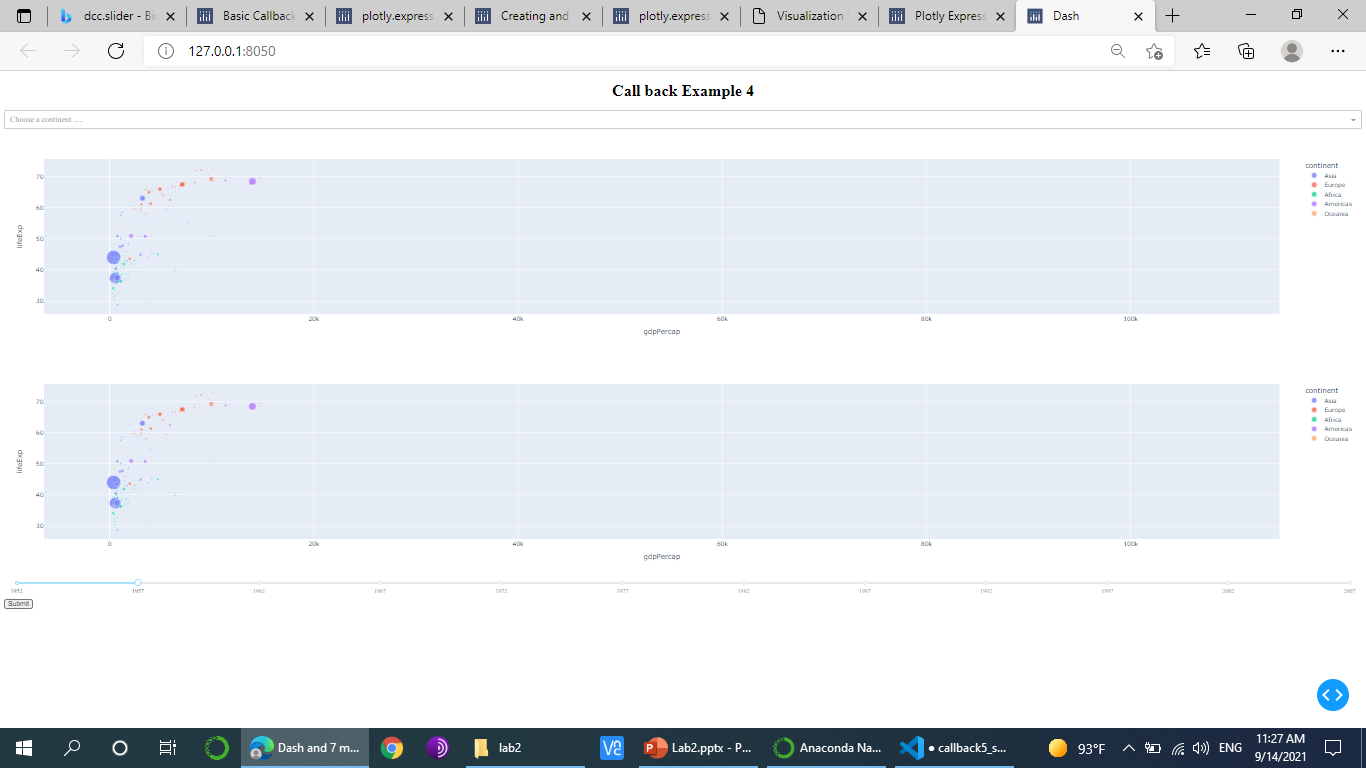 dcc.slider - Bi
Basic Callback
plotly.express
Creating and
plotly.express
Visualization
Plotly Express
Dash
127.0.0.1:8050
Call back Example 4
Choose a continent .....
continent
Asia
Europe
Africa
Americas
Oceania
lifeExp
70
60
50
40
30
0 20k 40k 60k 80k 100k
gdpPercap
continent
Asia
Europe
Africa
Americas
Oceania
lifeExp
70
60
50
40
30
0 20k 40k 60k 80k 100k
gdpPercap
1952 1957 1962 1967 1972 1977 1982 1987 1992 1997 2002 2007
Submit
Dash and 7 m...
lab2
Lab2.pptx - P...
Anaconda Na...
● callback5_s...
93°F
ENG
11:27 AM
9/14/2021